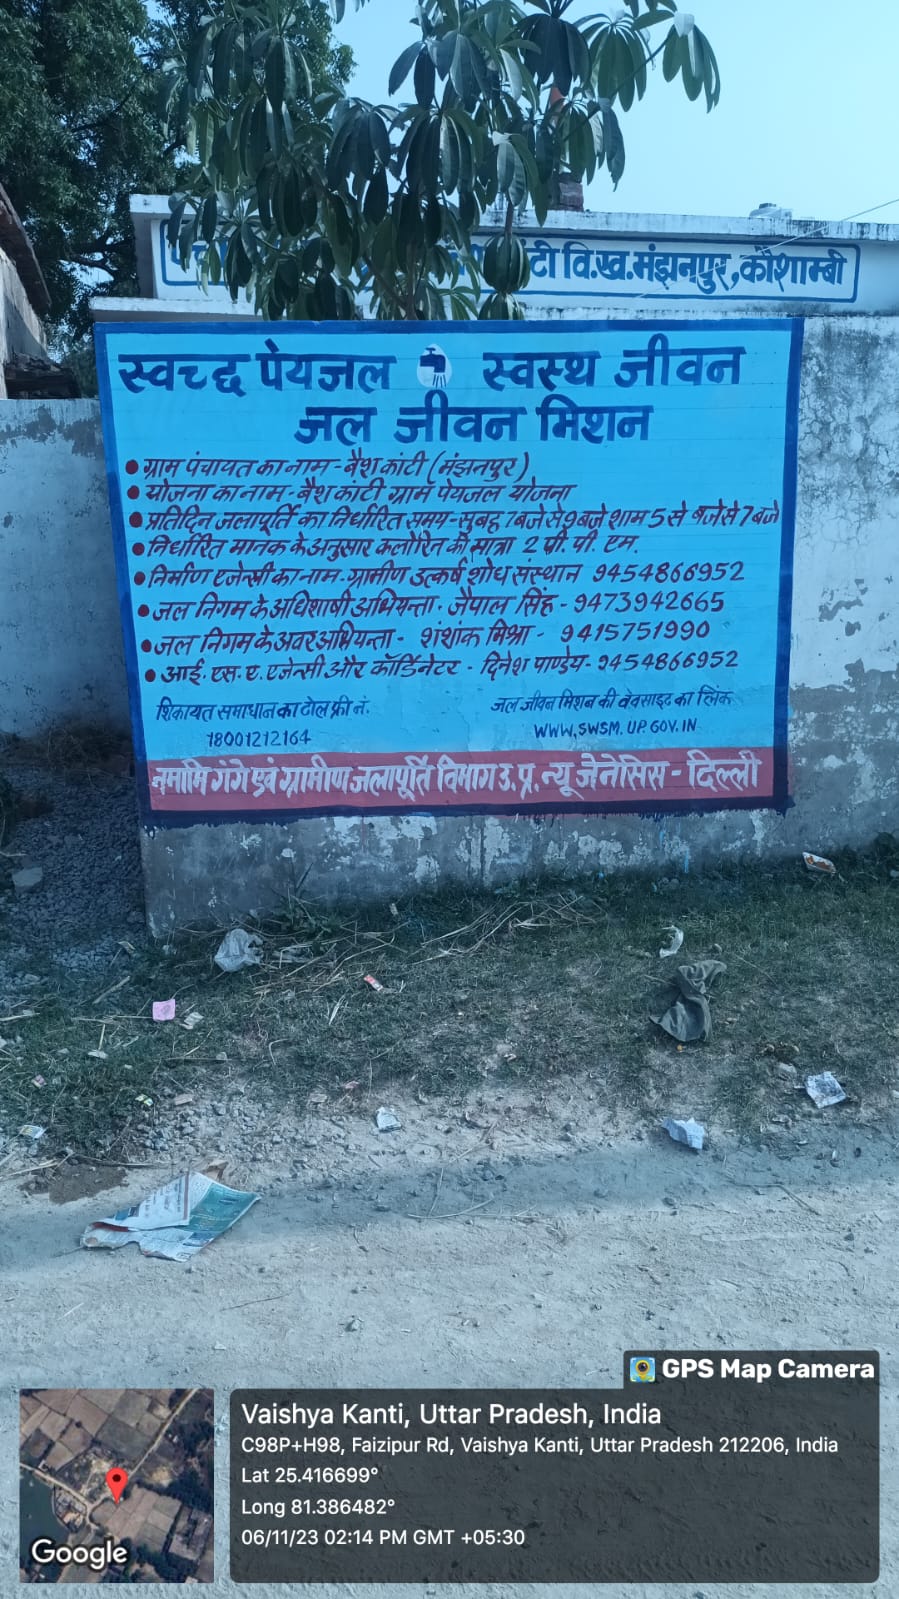 टी वि.ख.मंझनपुर,कौशाम्बी
स्वच्छ पेयजल स्वस्थ जीवन
जल जीवन मिशन
• ग्राम पंचायत का नाम - बैश कांटी (मंझनपुर)
• योजना का नाम - बैश कांटी ग्राम पेयजल योजना
• प्रतिदिन जलापूर्ति का निर्धारित समय-सुबह 7 बजे से 9 बजे शाम 5 से बजे से 7 बजे
• निर्धारित मानक के अनुसार कलोरिन की मात्रा 2 पी. पी. एम.
• निर्माण एजेन्सी का नाम-ग्रामीण उत्कर्ष शोध संस्थान 9454866952
• जल निगम के अधिशाषी अभियन्ता- जैपाल सिंह - 9473942665
• जल निगम के अवर अभियन्ता - शंशांक मिश्रा - 9415751990
• आई. एस. ए. एजेन्सी और कॉर्डिनेटर - दिनेश पाण्डेय- 9454866952
शिकायत समाधान का टोल फ्री नं. जल जीवन मिशन की वेवसाइट का लिंक
18001212164 WWW.SWSM.UP.GOV.IN
नमामि गंगे एवं ग्रामीण जलापूर्ति विभाग उ.प्र. न्यू जेनेसिस - दिल्ली
GPS Map Camera
Vaishya Kanti, Uttar Pradesh, India
C98P+H98, Faizipur Rd, Vaishya Kanti, Uttar Pradesh 212206, India
Lat 25.416699°
Long 81.386482°
06/11/23 02:14 PM GMT +05:30
Google